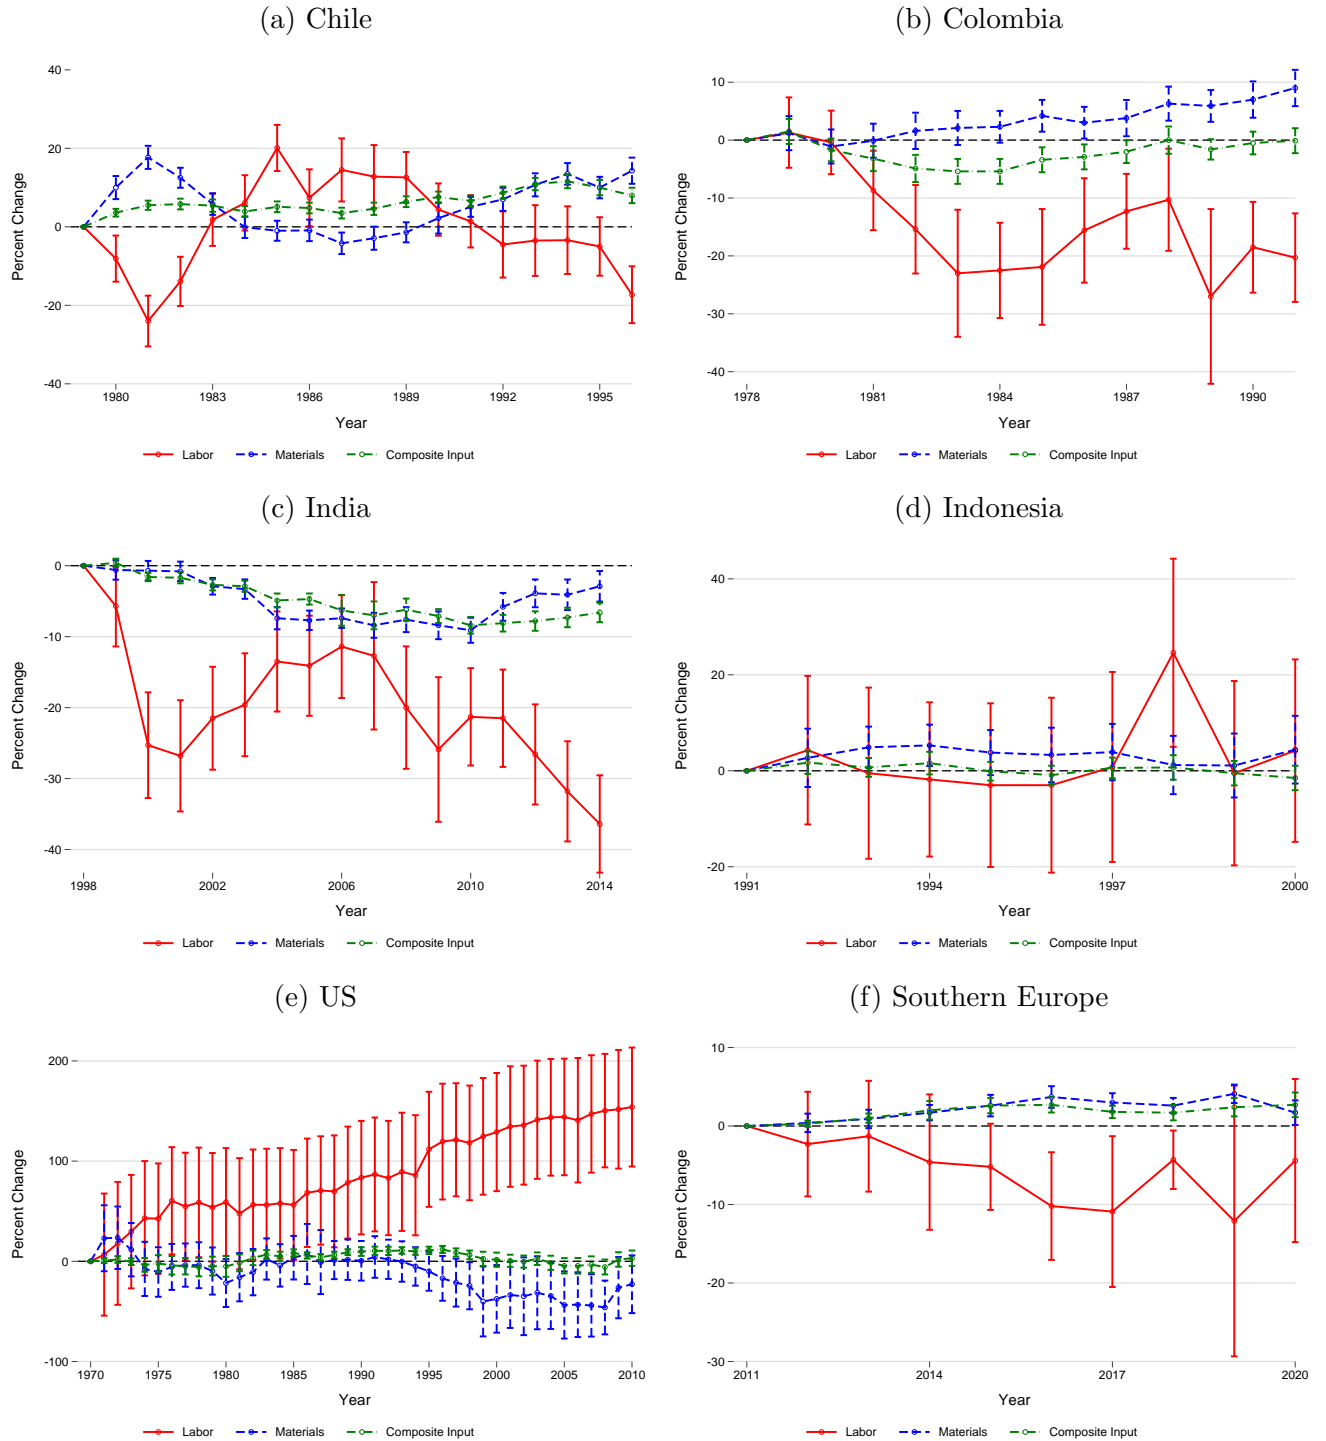 (a) Chile
40
20
0
-20
-40
Percent Change
1980 1983 1986 1989 1992 1995
Year
Labor Materials Composite Input
(b) Colombia
10
0
-10
-20
-30
-40
Percent Change
1978 1981 1984 1987 1990
Year
Labor Materials Composite Input
(c) India
0
-10
-20
-30
-40
Percent Change
1998 2002 2006 2010 2014
Year
Labor Materials Composite Input
(d) Indonesia
40
20
0
-20
Percent Change
1991 1994 1997 2000
Year
Labor Materials Composite Input
(e) US
200
100
0
-100
Percent Change
1970 1975 1980 1985 1990 1995 2000 2005 2010
Year
Labor Materials Composite Input
(f) Southern Europe
10
0
-10
-20
-30
Percent Change
2011 2014 2017 2020
Year
Labor Materials Composite Input